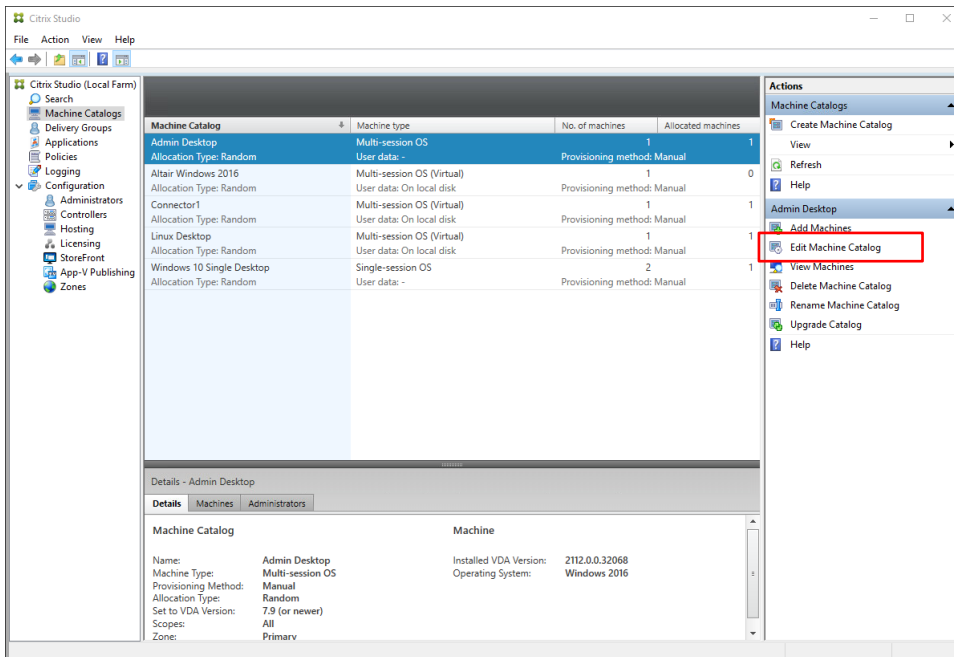 Citrix Studio
File Action View Help
Citrix Studio (Local Farm)
Search
Machine Catalogs
Delivery Groups
Applications
Policies
Logging
Configuration
Administrators
Controllers
Hosting
Licensing
StoreFront
App-V Publishing
Zones
Machine Catalog Machine type No. of machines Allocated machines
Admin Desktop Multi-session OS 1 1
Allocation Type: Random User data: - Provisioning method: Manual
Altair Windows 2016 Multi-session OS (Virtual) 1 0
Allocation Type: Random User data: On local disk Provisioning method: Manual
Connector1 Multi-session OS (Virtual) 1 1
Allocation Type: Random User data: On local disk Provisioning method: Manual
Linux Desktop Multi-session OS (Virtual) 1 1
Allocation Type: Random User data: On local disk Provisioning method: Manual
Windows 10 Single Desktop Single-session OS 2 1
Allocation Type: Random User data: - Provisioning method: Manual
Details - Admin Desktop
Details Machines Administrators
Machine Catalog Machine
Name: Admin Desktop Installed VDA Version: 2112.0.0.32068
Machine Type: Multi-session OS Operating System: Windows 2016
Provisioning Method: Manual
Allocation Type: Random
Set to VDA Version: 7.9 (or newer)
Scopes: All
Zone: Primary
Actions
Machine Catalogs
Create Machine Catalog
View
Refresh
Help
Admin Desktop
Add Machines
Edit Machine Catalog
View Machines
Delete Machine Catalog
Rename Machine Catalog
Upgrade Catalog
Help